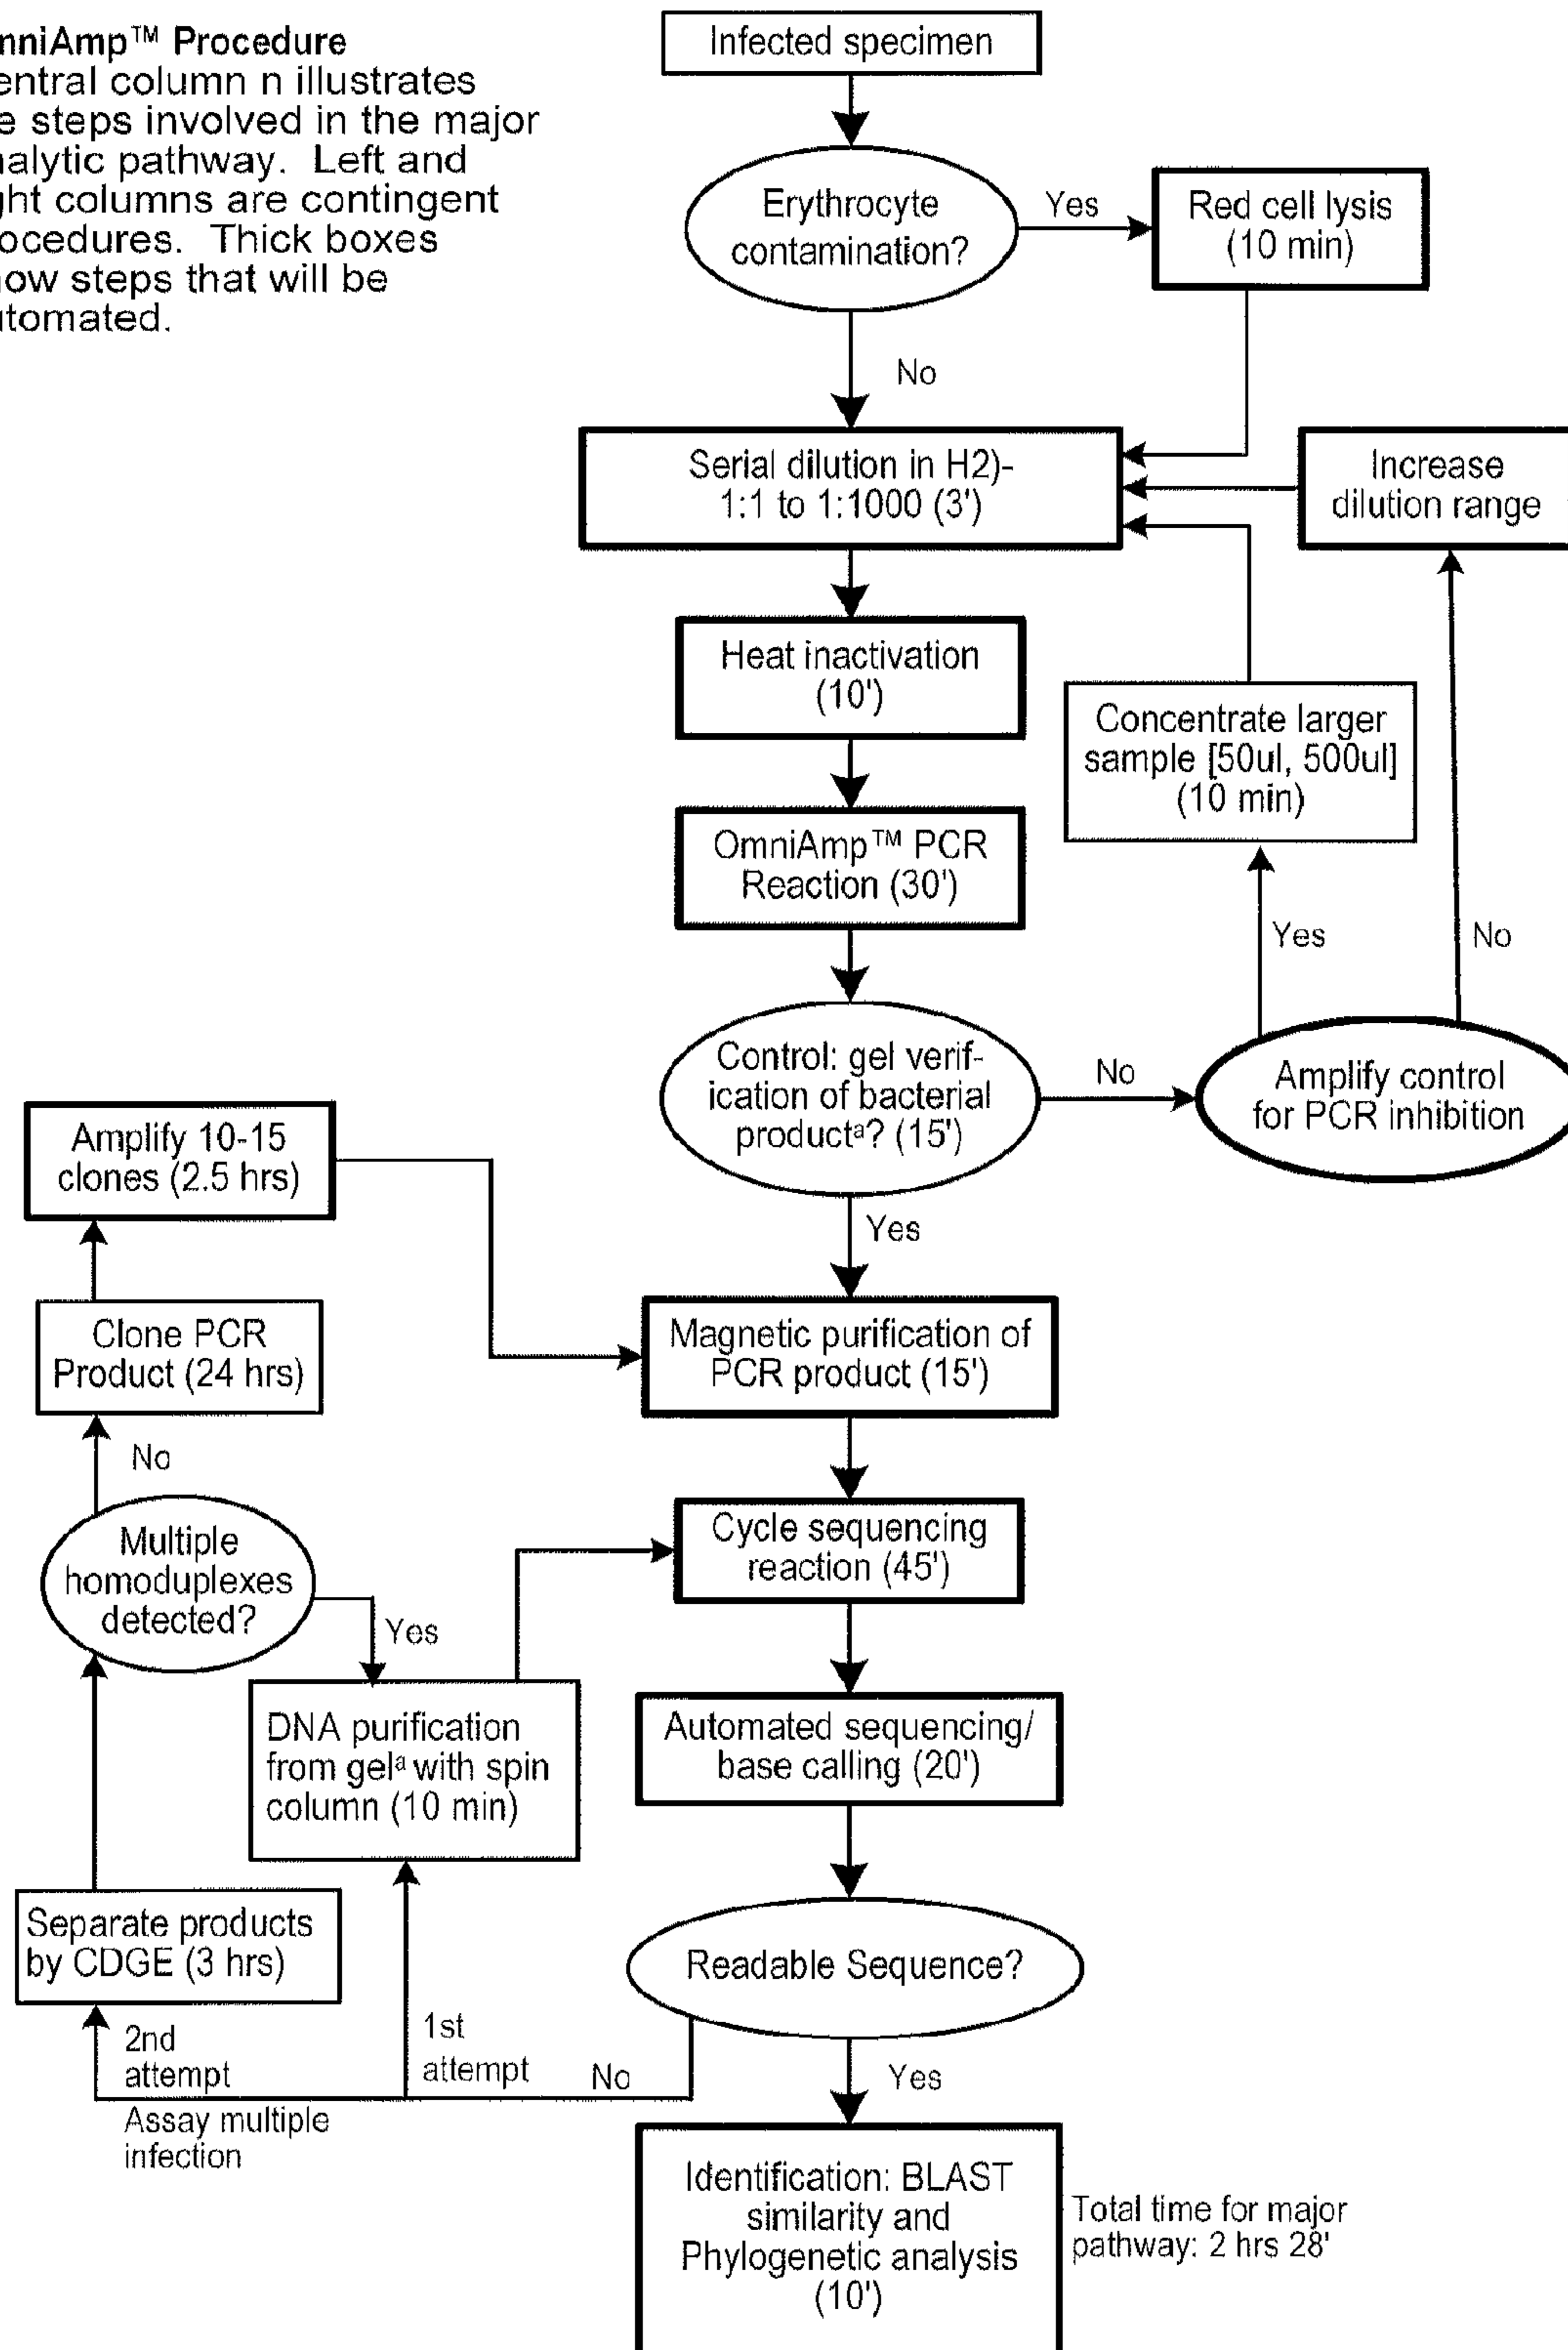 nniAmp™ Procedure
entral column n illustrates
e steps involved in the major
nalytic pathway. Left and
ght columns are contingent
rocedures. Thick boxes
now steps that will be
utomated.
Infected specimen
Erythrocyte
contamination?
Yes
Red cell lysis
(10 min)
No
Serial dilution in H2)-
1:1 to 1:1000 (3')
Increase
dilution range
Heat inactivation
(10')
Concentrate larger
sample [50ul, 500ul]
(10 min)
OmniAmp™ PCR
Reaction (30')
Yes
No
Control: gel verif-
ication of bacterial
productª? (15')
No
Amplify control
for PCR inhibition
Yes
Amplify 10-15
clones (2.5 hrs)
Clone PCR
Product (24 hrs)
Magnetic purification of
PCR product (15')
No
Multiple
homoduplexes
detected?
Yes
Cycle sequencing
reaction (45')
DNA purification
from gelª with spin
column (10 min)
Automated sequencing/
base calling (20')
Separate products
by CDGE (3 hrs)
Readable Sequence?
2nd
attempt
1st
attempt
No
Yes
Assay multiple
infection
Identification: BLAST
similarity and
Phylogenetic analysis
(10')
Total time for major
pathway: 2 hrs 28'